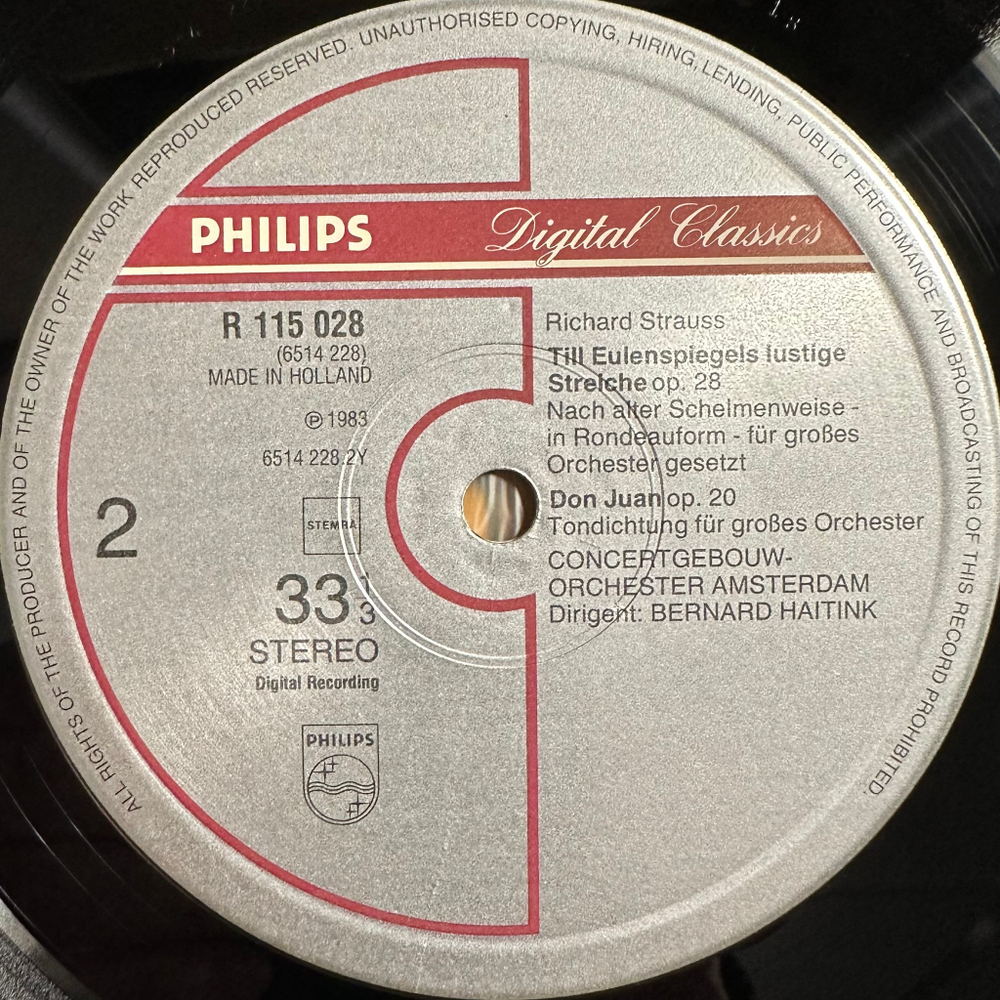 ALL RIGHTS OF THE PRODUCER AND OF THE OWNER OF THE WORK REPRODUCED RESERVED. UNAUTHORISED COPYING, HIRING, LENDING, PUBLIC PERFORMANCE AND BROADCASTING OF THIS RECORD PROHIBITED.
PHILIPS Digital Classics
R 115 028
(6514 228)
MADE IN HOLLAND
℗ 1983
6514 228.2Y
2
STEMRA
33 1/3
STEREO
Digital Recording
PHILIPS
Richard Strauss
Till Eulenspiegels lustige
Streiche op. 28
Nach alter Schelmenweise -
in Rondeauform - für großes
Orchester gesetzt
Don Juan op. 20
Tondichtung für großes Orchester
CONCERTGEBOUW-
ORCHESTER AMSTERDAM
Dirigent: BERNARD HAITINK